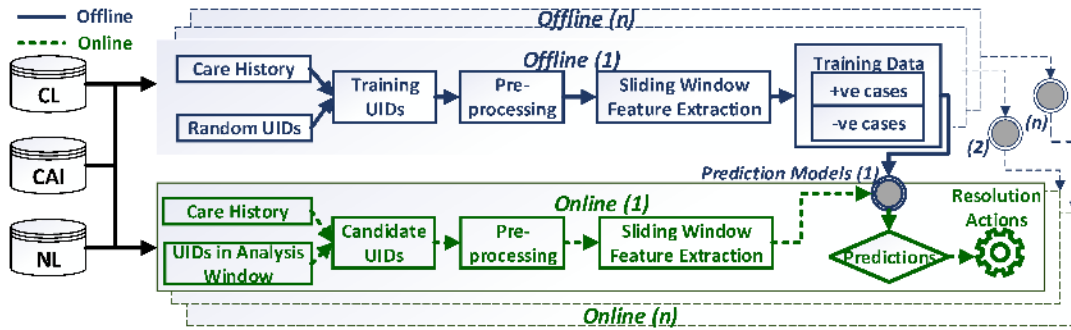 Offline
Online
CL
CAI
NL
Offline (n)
Offline (1)
Care History
Random UIDs
Training
UIDs
Pre-
processing
Sliding Window
Feature Extraction
Training Data
+ve cases
-ve cases
(n)
(2)
Prediction Models (1)
Online (1)
Care History
UIDs in Analysis
Window
Candidate
UIDs
Pre-
processing
Sliding Window
Feature Extraction
Predictions
Resolution
Actions
Online (n)